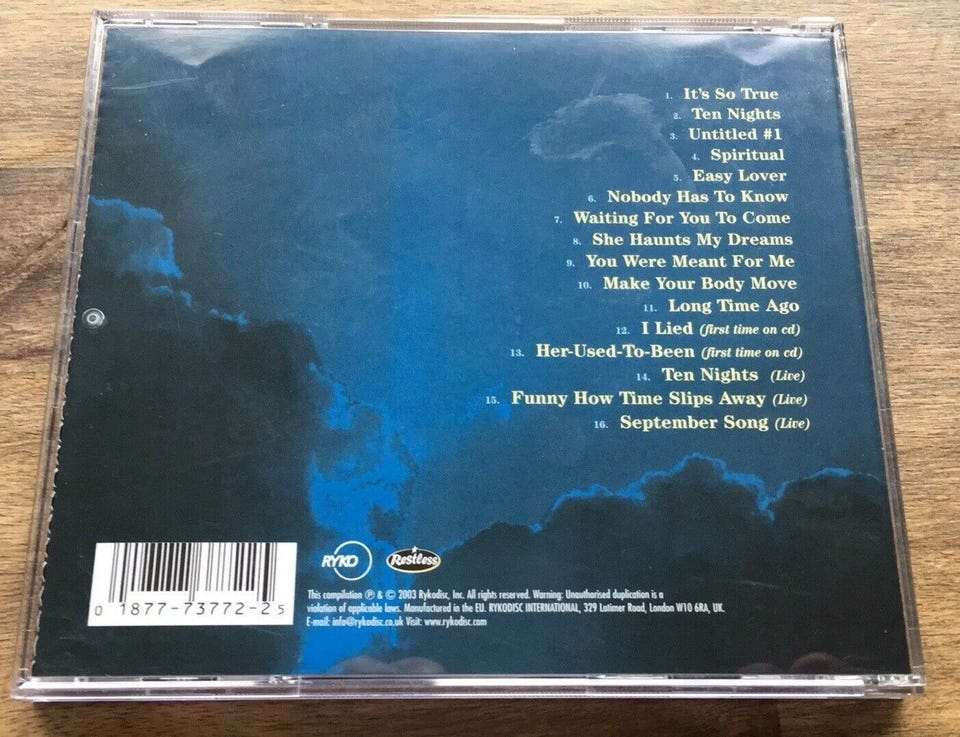 1. It's So True
2. Ten Nights
3. Untitled #1
4. Spiritual
5. Easy Lover
6. Nobody Has To Know
7. Waiting For You To Come
8. She Haunts My Dreams
9. You Were Meant For Me
10. Make Your Body Move
11. Long Time Ago
12. I Lied (first time on cd)
13. Her-Used-To-Been (first time on cd)
14. Ten Nights (Live)
15. Funny How Time Slips Away (Live)
16. September Song (Live)
RYKO Restless
This compilation ℗ & © 2003 Rykodisc, Inc. All rights reserved. Warning: Unauthorised duplication is a
violation of applicable laws. Manufactured in the EU. RYKODISC INTERNATIONAL, 329 Latimer Road, London W10 6RA, UK.
E-mail: info@rykodisc.co.uk Visit: www.rykodisc.com
0 1877-73772-2 5